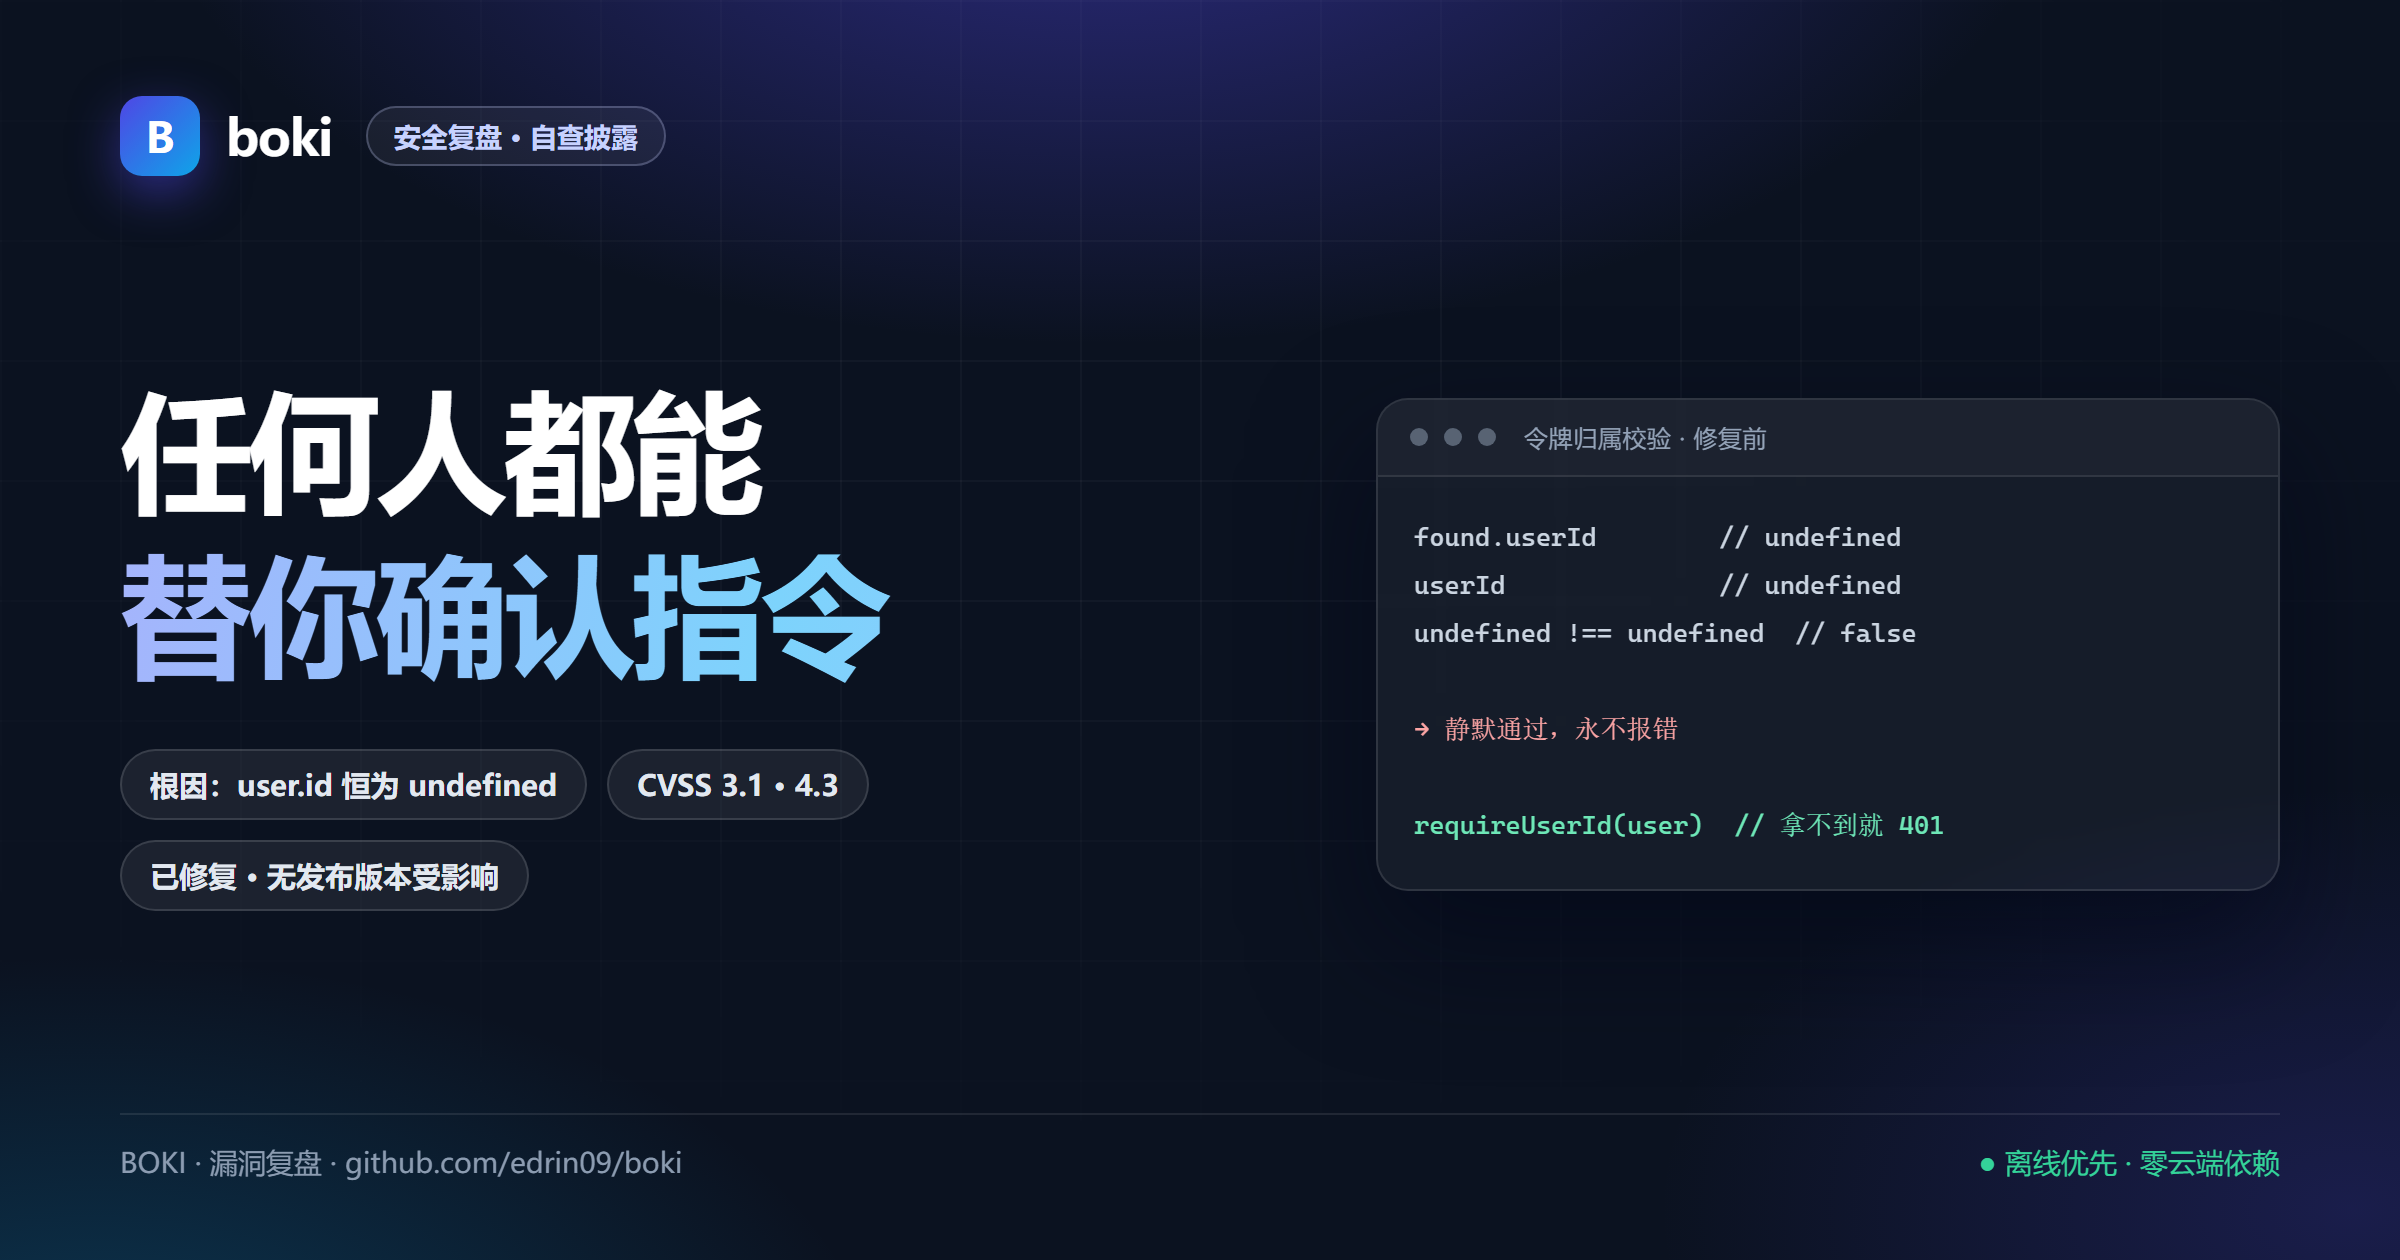 B boki 安全复盘 • 自查披露
任何人都能
替你确认指令
根因：user.id 恒为 undefined
CVSS 3.1 • 4.3
已修复 • 无发布版本受影响
令牌归属校验 · 修复前
found.userId        // undefined
userId              // undefined
undefined !== undefined  // false
→ 静默通过，永不报错
requireUserId(user)  // 拿不到就 401
BOKI · 漏洞复盘 · github.com/edrin09/boki
● 离线优先 · 零云端依赖